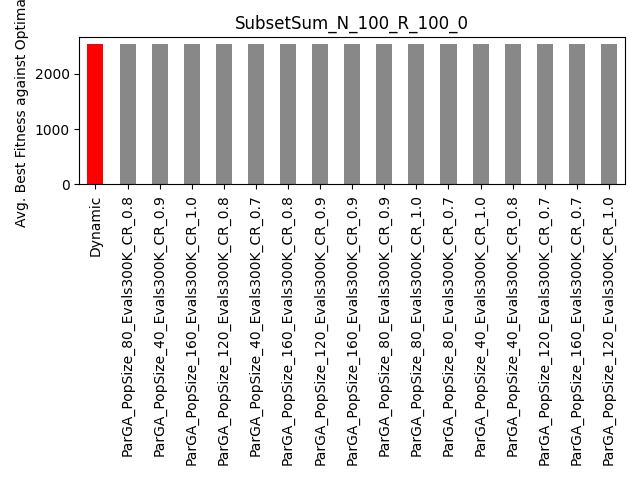 SubsetSum_N_100_R_100_0
Avg. Best Fitness against Optima
2000
1000
0
Dynamic
ParGA_PopSize_80_Evals300K_CR_0.8
ParGA_PopSize_40_Evals300K_CR_0.9
ParGA_PopSize_160_Evals300K_CR_1.0
ParGA_PopSize_120_Evals300K_CR_0.8
ParGA_PopSize_40_Evals300K_CR_0.7
ParGA_PopSize_160_Evals300K_CR_0.8
ParGA_PopSize_120_Evals300K_CR_0.9
ParGA_PopSize_160_Evals300K_CR_0.9
ParGA_PopSize_80_Evals300K_CR_0.9
ParGA_PopSize_80_Evals300K_CR_1.0
ParGA_PopSize_80_Evals300K_CR_0.7
ParGA_PopSize_40_Evals300K_CR_1.0
ParGA_PopSize_40_Evals300K_CR_0.8
ParGA_PopSize_120_Evals300K_CR_0.7
ParGA_PopSize_160_Evals300K_CR_0.7
ParGA_PopSize_120_Evals300K_CR_1.0